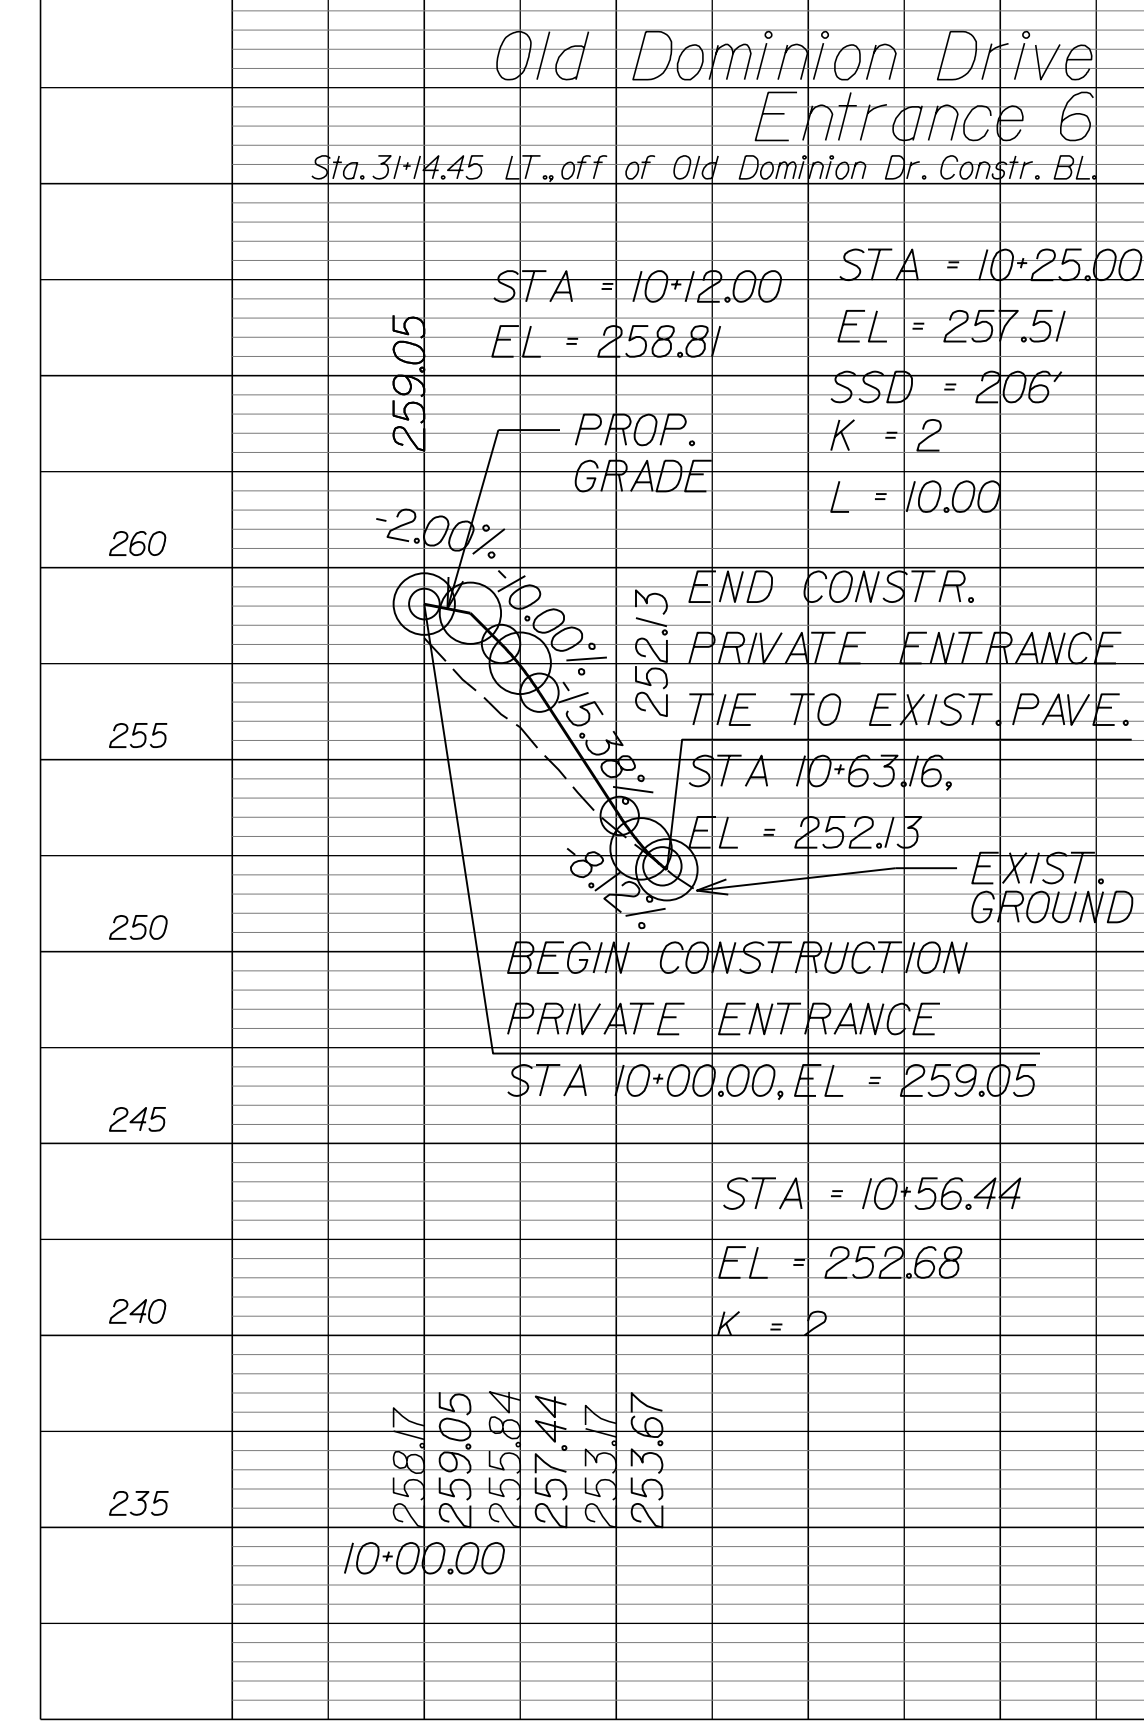 Old Dominion Drive
Entrance 6
Sta. 31+14.45 LT., off of Old Dominion Dr. Constr. BL.
STA = 10+12.00
EL = 258.81
STA = 10+25.00
EL = 257.51
SSD = 206'
K = 2
L = 10.00
259.05
PROP.
GRADE
-2.00%
-10.00%
-15.38%
-8.12%
252.13
END CONSTR.
PRIVATE ENTRANCE
TIE TO EXIST. PAVE.
STA 10+63.16,
EL = 252.13
EXIST.
GROUND
BEGIN CONSTRUCTION
PRIVATE ENTRANCE
STA 10+00.00, EL = 259.05
STA = 10+56.44
EL = 252.68
K = 2
260
255
250
245
240
235
258.17
259.05
255.84
257.44
253.17
253.67
10+00.00